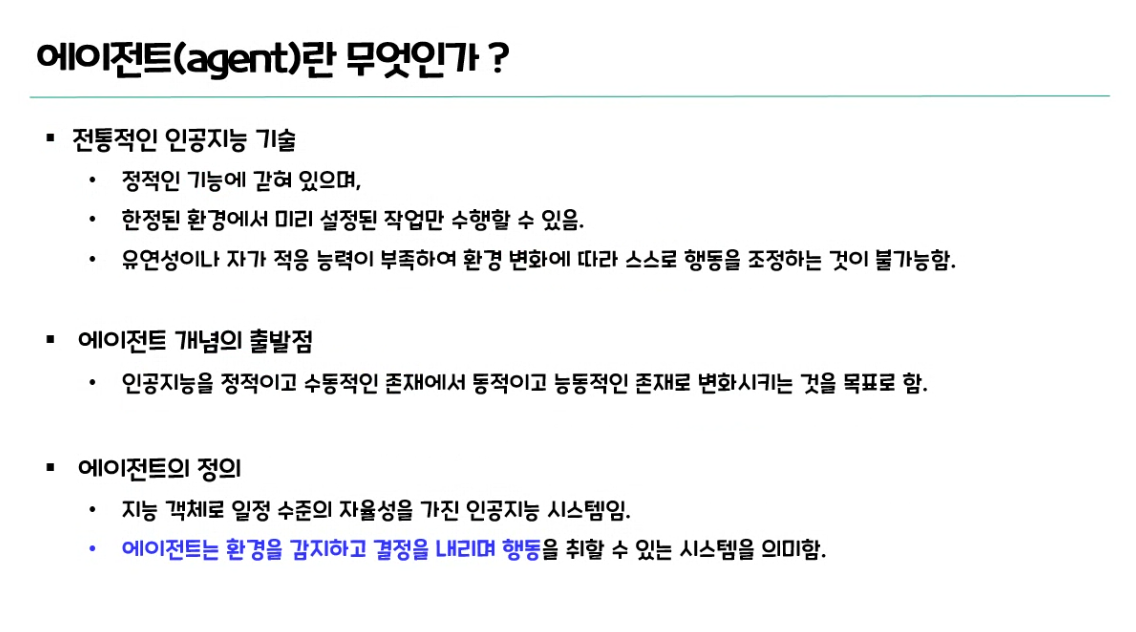 에이전트(agent)란 무엇인가 ?
▪ 전통적인 인공지능 기술
• 정적인 기능에 갇혀 있으며,
• 한정된 환경에서 미리 설정된 작업만 수행할 수 있음.
• 유연성이나 자가 적응 능력이 부족하여 환경 변화에 따라 스스로 행동을 조정하는 것이 불가능함.
▪ 에이전트 개념의 출발점
• 인공지능을 정적이고 수동적인 존재에서 동적이고 능동적인 존재로 변화시키는 것을 목표로 함.
▪ 에이전트의 정의
• 지능 객체로 일정 수준의 자율성을 가진 인공지능 시스템임.
• 에이전트는 환경을 감지하고 결정을 내리며 행동을 취할 수 있는 시스템을 의미함.